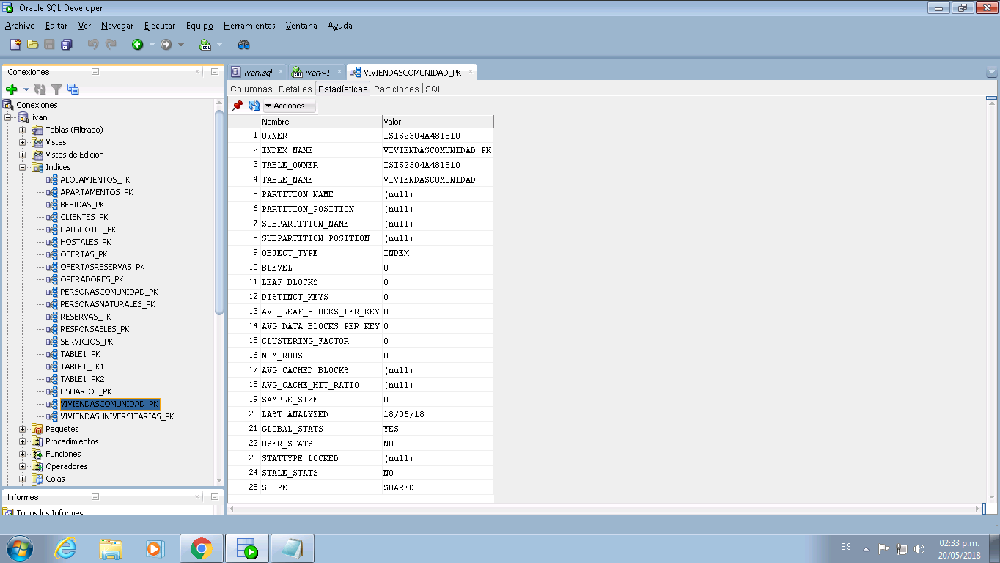 Oracle SQL Developer
Archivo Editar Ver Navegar Ejecutar Equipo Herramientas Ventana Ayuda
SQL
Conexiones
Conexiones
ivan
Tablas (Filtrado)
Vistas
Vistas de Edición
Índices
ALOJAMIENTOS_PK
APARTAMENTOS_PK
BEBIDAS_PK
CLIENTES_PK
HABSHOTEL_PK
HOSTALES_PK
OFERTAS_PK
OFERTASRESERVAS_PK
OPERADORES_PK
PERSONASCOMUNIDAD_PK
PERSONASNATURALES_PK
RESERVAS_PK
RESPONSABLES_PK
SERVICIOS_PK
TABLE1_PK
TABLE1_PK1
TABLE1_PK2
USUARIOS_PK
VIVIENDASCOMUNIDAD_PK
VIVIENDASUNIVERSITARIAS_PK
Paquetes
Procedimientos
Funciones
Operadores
Colas
Informes
Todos los Informes
ivan.sql SQL ivan~1 VIVIENDASCOMUNIDAD_PK
Columnas Detalles Estadísticas Particiones SQL
Acciones...
Nombre Valor
1 OWNER ISIS2304A481810
2 INDEX_NAME VIVIENDASCOMUNIDAD_PK
3 TABLE_OWNER ISIS2304A481810
4 TABLE_NAME VIVIENDASCOMUNIDAD
5 PARTITION_NAME (null)
6 PARTITION_POSITION (null)
7 SUBPARTITION_NAME (null)
8 SUBPARTITION_POSITION (null)
9 OBJECT_TYPE INDEX
10 BLEVEL 0
11 LEAF_BLOCKS 0
12 DISTINCT_KEYS 0
13 AVG_LEAF_BLOCKS_PER_KEY 0
14 AVG_DATA_BLOCKS_PER_KEY 0
15 CLUSTERING_FACTOR 0
16 NUM_ROWS 0
17 AVG_CACHED_BLOCKS (null)
18 AVG_CACHE_HIT_RATIO (null)
19 SAMPLE_SIZE 0
20 LAST_ANALYZED 18/05/18
21 GLOBAL_STATS YES
22 USER_STATS NO
23 STATTYPE_LOCKED (null)
24 STALE_STATS NO
25 SCOPE SHARED
ES
02:33 p.m.
20/05/2018